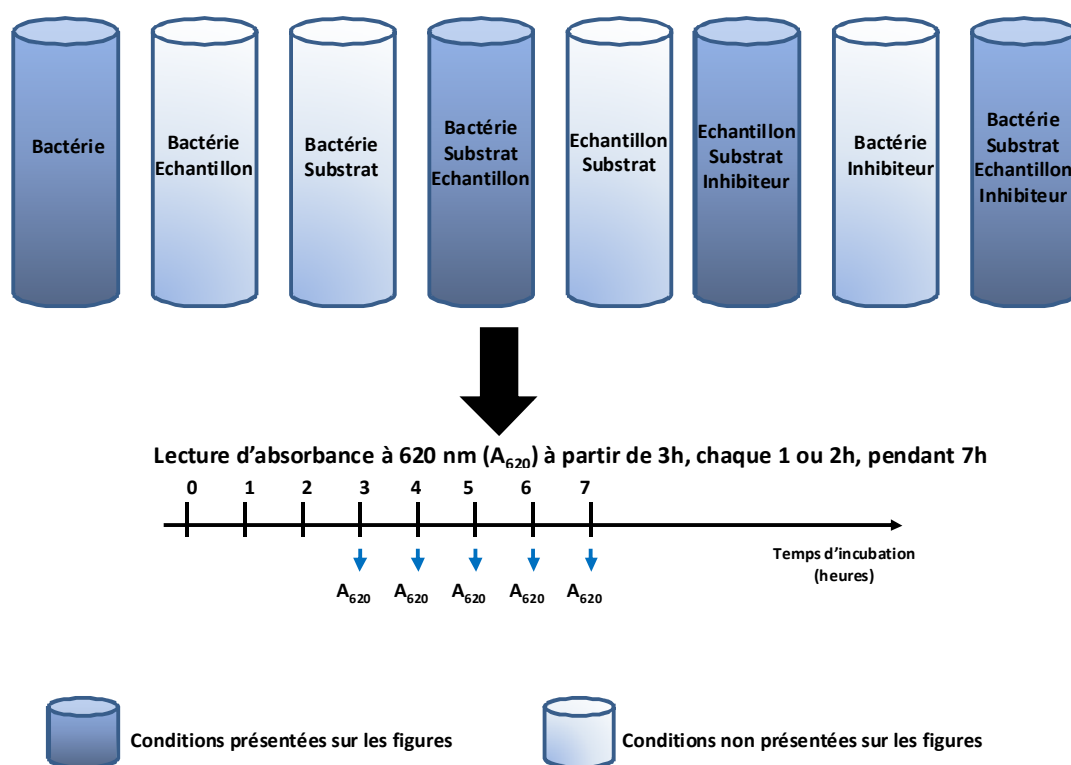 Bactérie
Bactérie
Echantillon
Bactérie
Substrat
Bactérie
Substrat
Echantillon
Echantillon
Substrat
Echantillon
Substrat
Inhibiteur
Bactérie
Inhibiteur
Bactérie
Substrat
Echantillon
Inhibiteur
Lecture d'absorbance à 620 nm (A620) à partir de 3h, chaque 1 ou 2h, pendant 7h
0 1 2 3 4 5 6 7
Temps d'incubation
(heures)
A620 A620 A620 A620 A620
Conditions présentées sur les figures
Conditions non présentées sur les figures